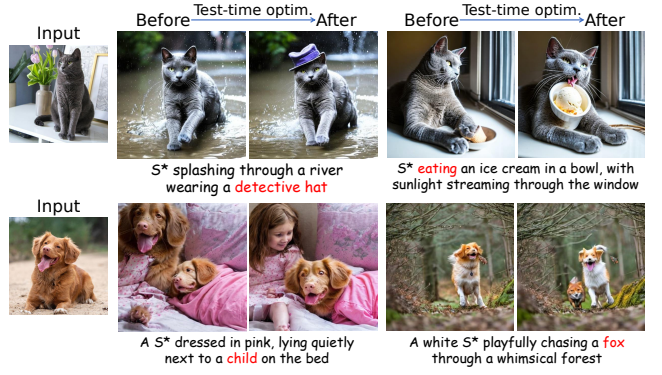 Test-time optim.
Before After
Test-time optim.
Before After
Input
S* splashing through a river
wearing a detective hat
S* eating an ice cream in a bowl, with
sunlight streaming through the window
Input
A S* dressed in pink, lying quietly
next to a child on the bed
A white S* playfully chasing a fox
through a whimsical forest